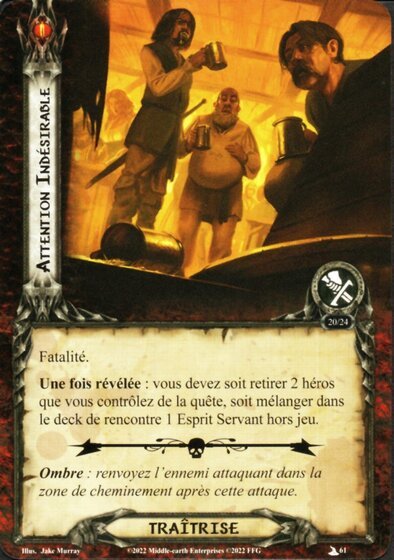 ATTENTION INDÉSIRABLE
20/24
Fatalité.
Une fois révélée : vous devez soit retirer 2 héros
que vous contrôlez de la quête, soit mélanger dans
le deck de rencontre 1 Esprit Servant hors jeu.
Ombre : renvoyez l'ennemi attaquant dans la
zone de cheminement après cette attaque.
TRAÎTRISE
Illus. Jake Murray
©2022 Middle-earth Enterprises ©2022 FFG
61